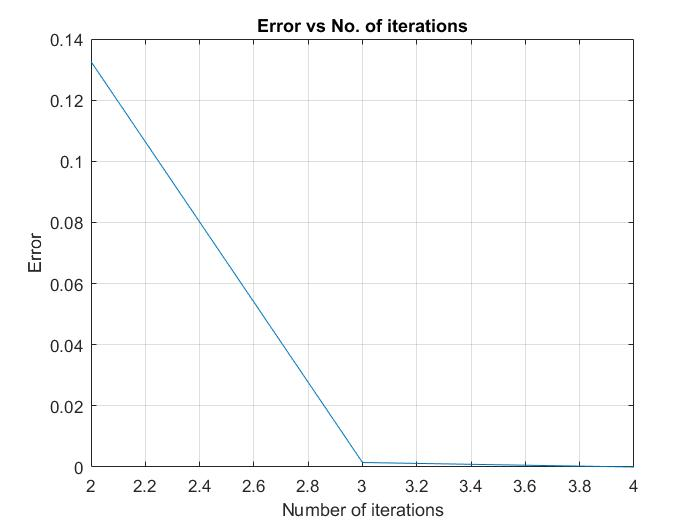 Error vs No. of iterations
0.14
0.12
0.1
0.08
0.06
0.04
0.02
0
Error
2 2.2 2.4 2.6 2.8 3 3.2 3.4 3.6 3.8 4
Number of iterations